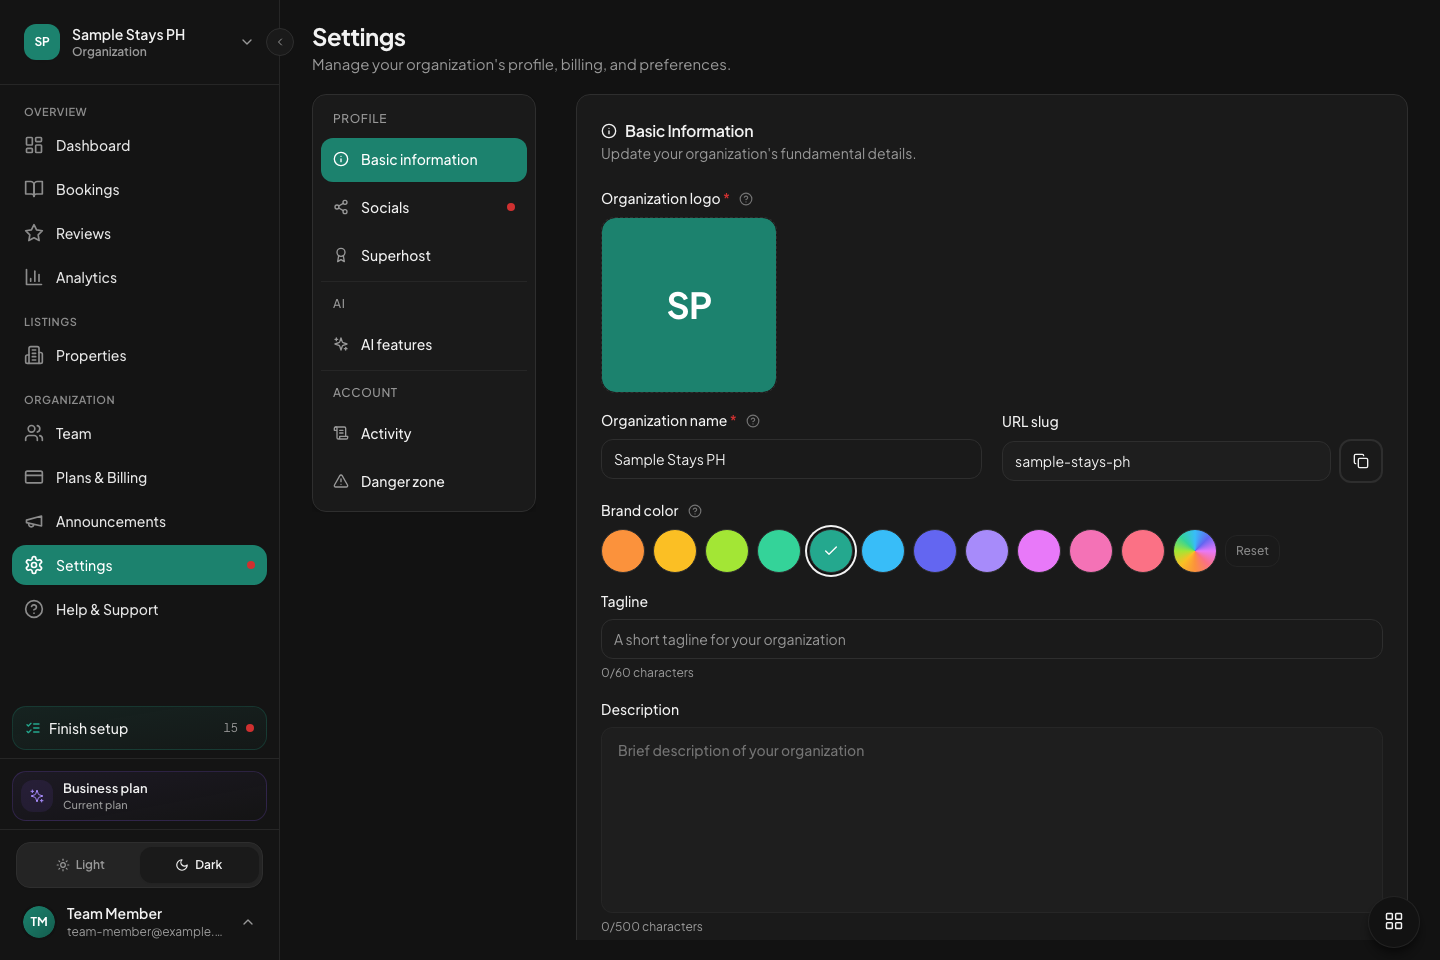 SP
Sample Stays PH
Organization
OVERVIEW
Dashboard
Bookings
Reviews
Analytics
LISTINGS
Properties
ORGANIZATION
Team
Plans & Billing
Announcements
Settings
Help & Support
Finish setup
15
Business plan
Current plan
Light
Dark
TM
Team Member
team-member@example....
Settings
Manage your organization's profile, billing, and preferences.
PROFILE
Basic information
Socials
Superhost
AI
AI features
ACCOUNT
Activity
Danger zone
Basic Information
Update your organization's fundamental details.
Organization logo *
SP
Organization name *
Sample Stays PH
URL slug
sample-stays-ph
Brand color
Reset
Tagline
A short tagline for your organization
0/60 characters
Description
Brief description of your organization
0/500 characters